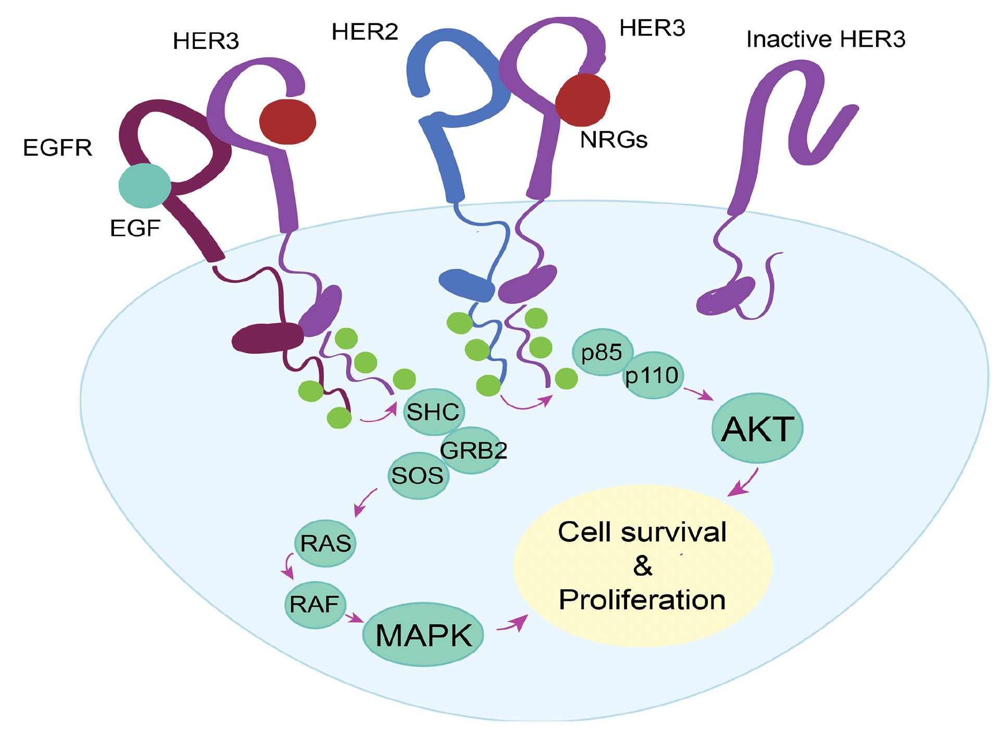 HER3
HER2
HER3
Inactive HER3
EGFR
NRGs
EGF
p85
p110
SHC
AKT
GRB2
SOS
RAS
Cell survival
&
Proliferation
RAF
MAPK